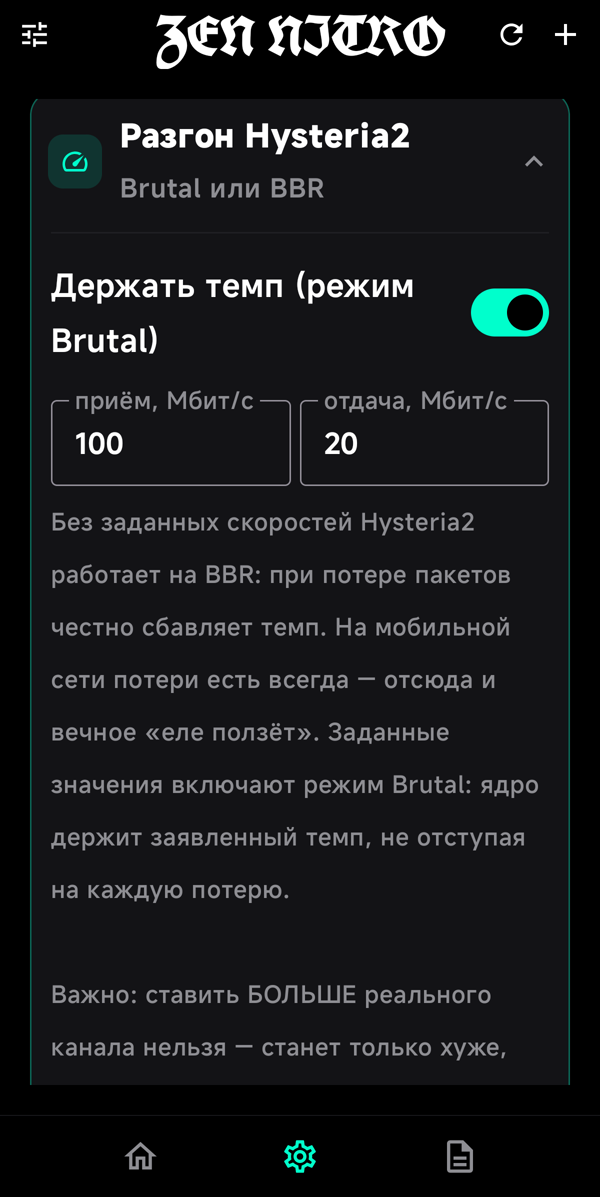 ZEN NITRO
Разгон Hysteria2
Brutal или BBR
Держать темп (режим
Brutal)
приём, Мбит/с
отдача, Мбит/с
100
20
Без заданных скоростей Hysteria2
работает на BBR: при потере пакетов
честно сбавляет темп. На мобильной
сети потери есть всегда — отсюда и
вечное «еле ползёт». Заданные
значения включают режим Brutal: ядро
держит заявленный темп, не отступая
на каждую потерю.
Важно: ставить БОЛЬШЕ реального
канала нельзя — станет только хуже,